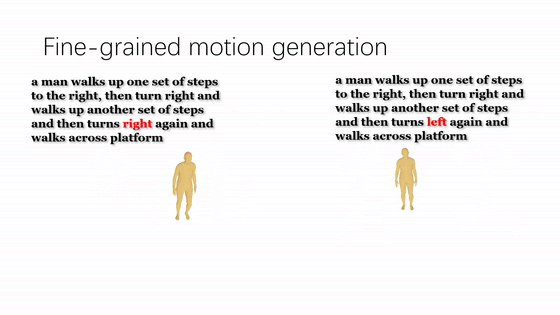 Fine-grained motion generation
a man walks up one set of steps
to the right, then turn right and
walks up another set of steps
and then turns right again and
walks across platform
a man walks up one set of steps
to the right, then turn right and
walks up another set of steps
and then turns left again and
walks across platform